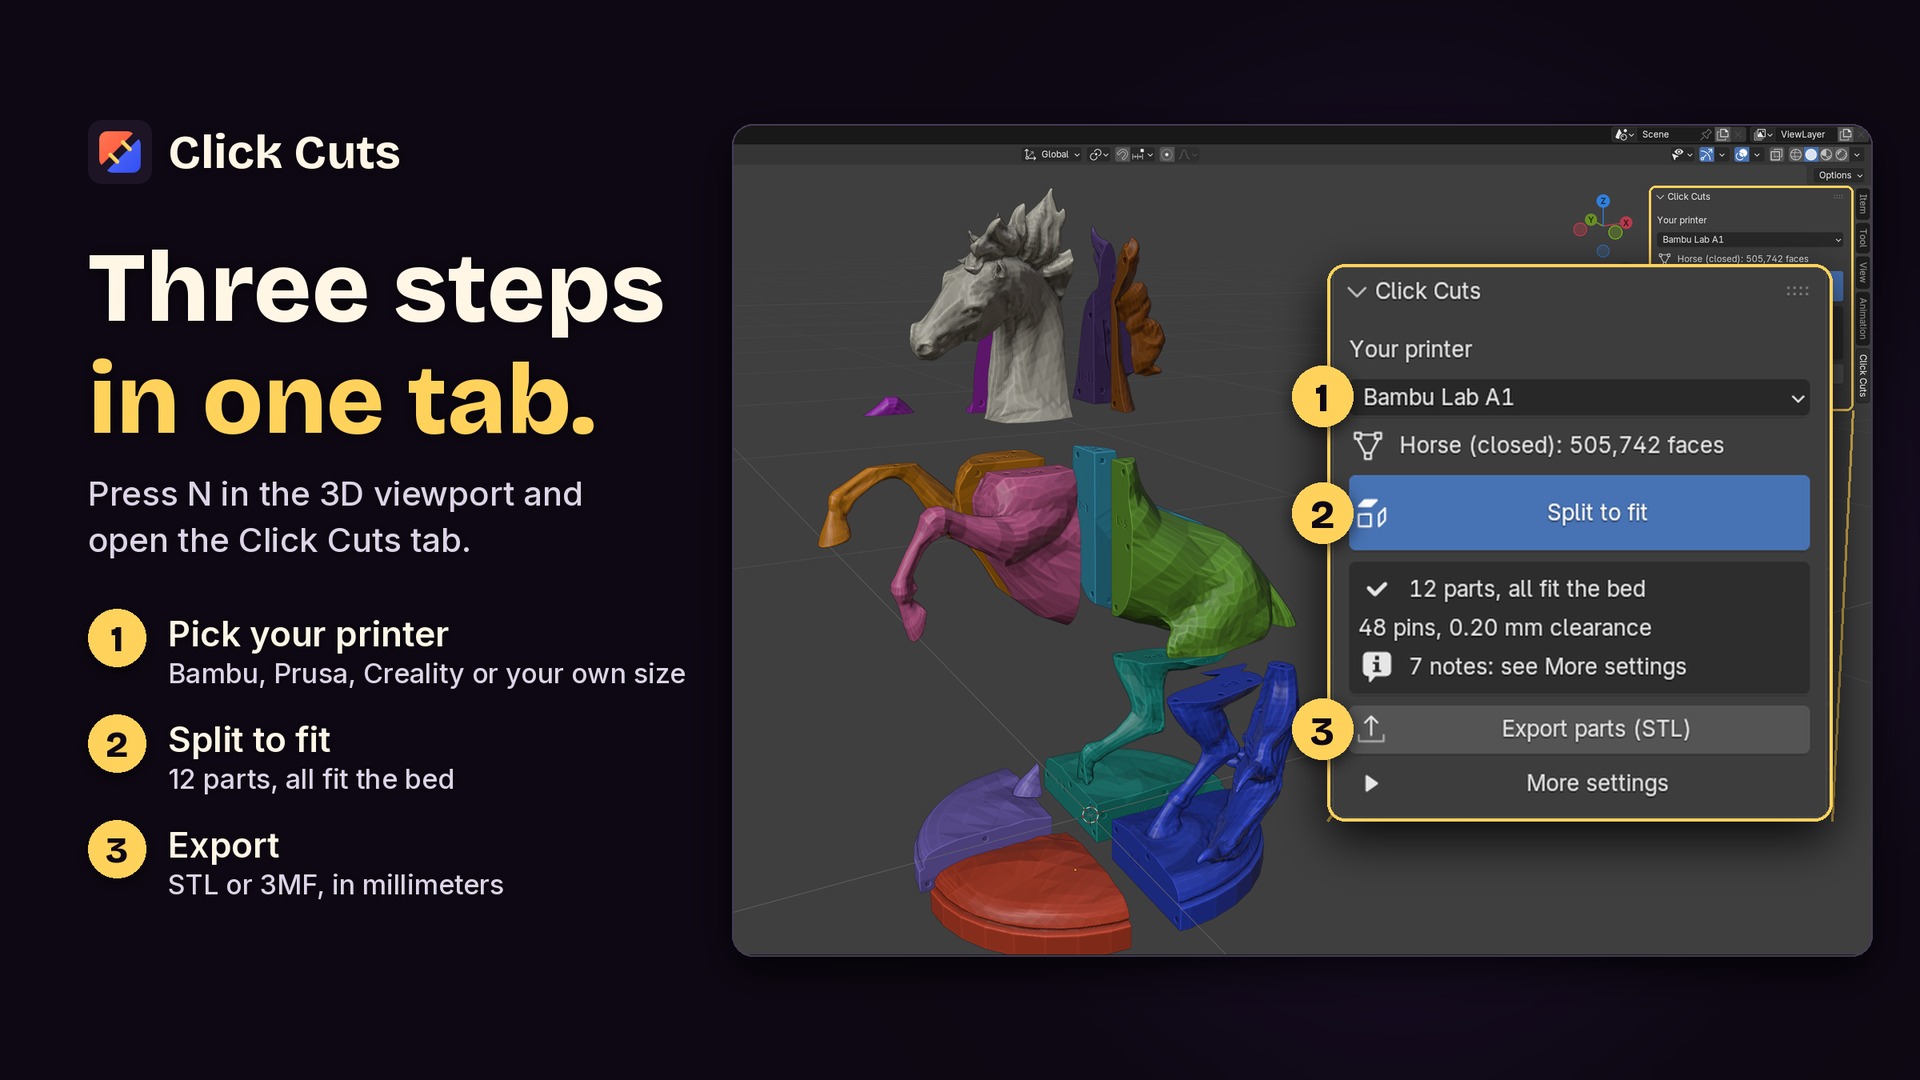 Click Cuts
Three steps
in one tab.
Press N in the 3D viewport and
open the Click Cuts tab.
1
Pick your printer
Bambu, Prusa, Creality or your own size
2
Split to fit
12 parts, all fit the bed
3
Export
STL or 3MF, in millimeters
Scene
ViewLayer
Global
Options
Z
Y
X
Click Cuts
Your printer
Bambu Lab A1
Horse (closed): 505,742 faces
Item
Tool
View
Animation
Click Cuts
Click Cuts
Your printer
1
Bambu Lab A1
Horse (closed): 505,742 faces
2
Split to fit
12 parts, all fit the bed
48 pins, 0.20 mm clearance
7 notes: see More settings
3
Export parts (STL)
More settings